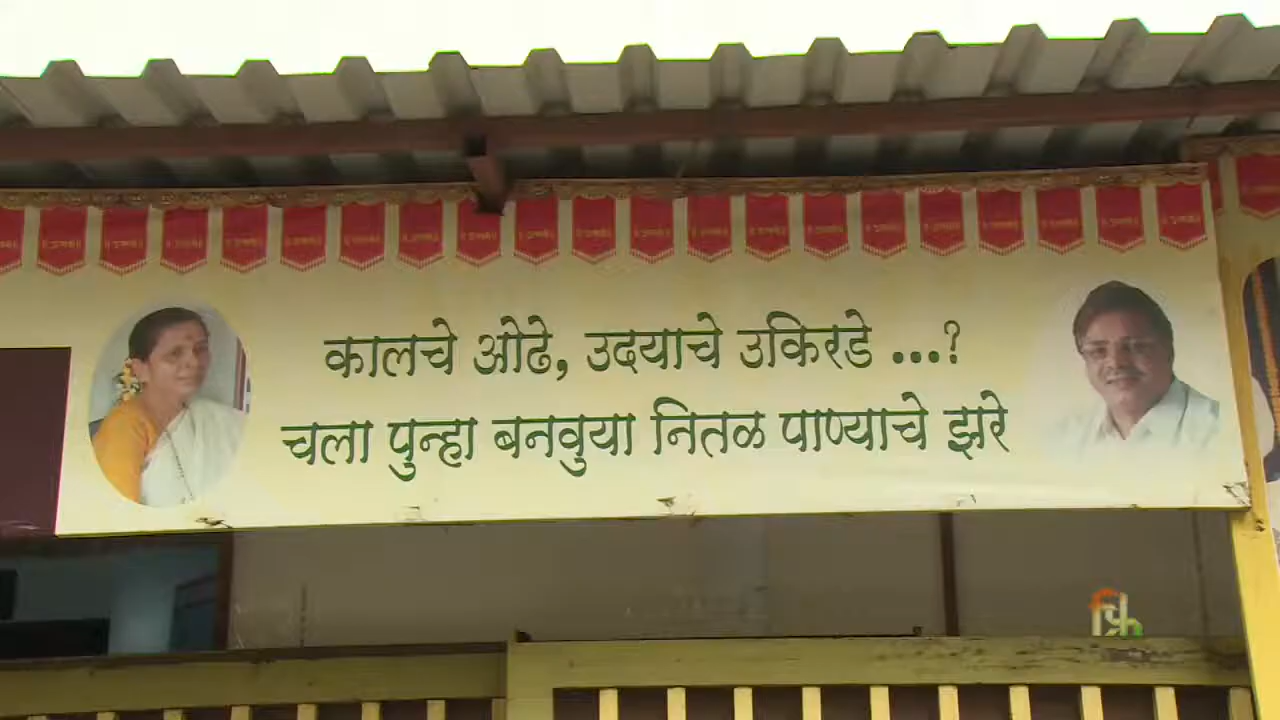 कालचे ओढे, उदयाचे उकिरडे ...?
चला पुन्हा बनवुया नितळ पाण्याचे झरे